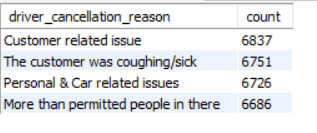 driver_cancellation_reason count
Customer related issue 6837
The customer was coughing/sick 6751
Personal & Car related issues 6726
More than permitted people in there 6686